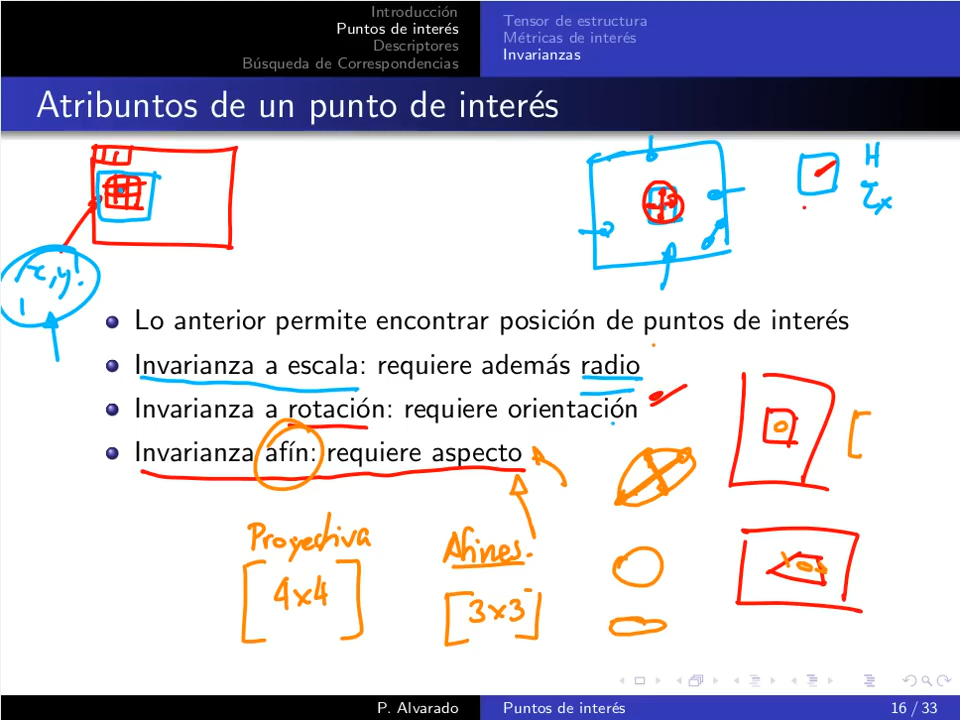 Introducción
Puntos de interés
Descriptores
Búsqueda de Correspondencias
Tensor de estructura
Métricas de interés
Invarianzas
Atribuntos de un punto de interés
H
x,y!
Lo anterior permite encontrar posición de puntos de interés
Invarianza a escala: requiere además radio
Invarianza a rotación: requiere orientación
Invarianza afín: requiere aspecto
Proyectiva
[4x4]
Afines.
[3x3]
P. Alvarado
Puntos de interés
16 / 33